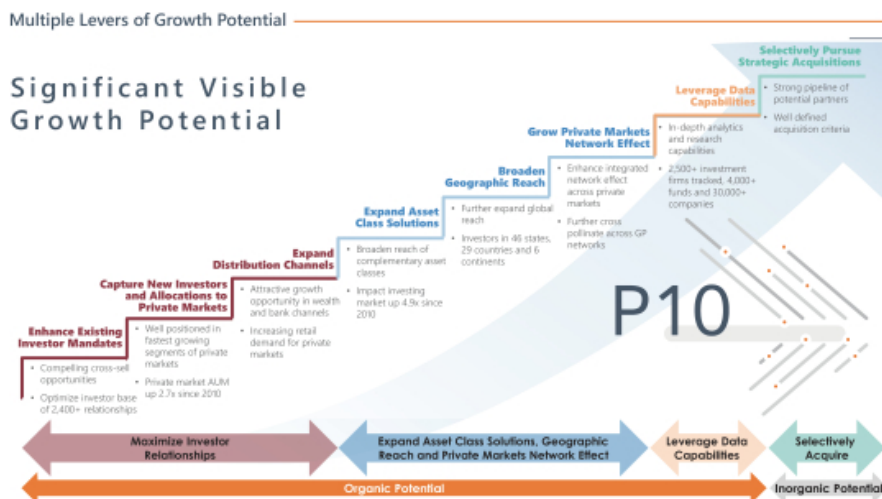 Multiple Levers of Growth Potential
Significant Visible
Growth Potential
Enhance Existing
Investor Mandates
• Compelling cross-sell
opportunities
• Optimize investor base
of 2,400+ relationships
Capture New Investors
and Allocations to
Private Markets
• Well positioned in
fastest growing
segments of private
markets
• Private market AUM
up 2.7x since 2010
Expand
Distribution Channels
• Attractive growth
opportunity in wealth
and bank channels
• Increasing retail
demand for private
markets
Expand Asset
Class Solutions
• Broaden reach of
complementary asset
classes
• Impact investing
market up 4.9x since
2010
Broaden
Geographic Reach
• Further expand global
reach
• Investors in 46 states,
29 countries and 6
continents
Grow Private Markets
Network Effect
• Enhance integrated
network effect
across private
markets
• Further cross
pollinate across GP
networks
Leverage Data
Capabilities
• In-depth analytics
and research
capabilities
• 2,500+ investment
firms tracked, 4,000+
funds and 30,000+
companies
Selectively Pursue
Strategic Acquisitions
• Strong pipeline of
potential partners
• Well-defined
acquisition criteria
P10
Maximize Investor
Relationships
Expand Asset Class Solutions, Geographic
Reach and Private Markets Network Effect
Leverage Data
Capabilities
Selectively
Acquire
Organic Potential
Inorganic Potential